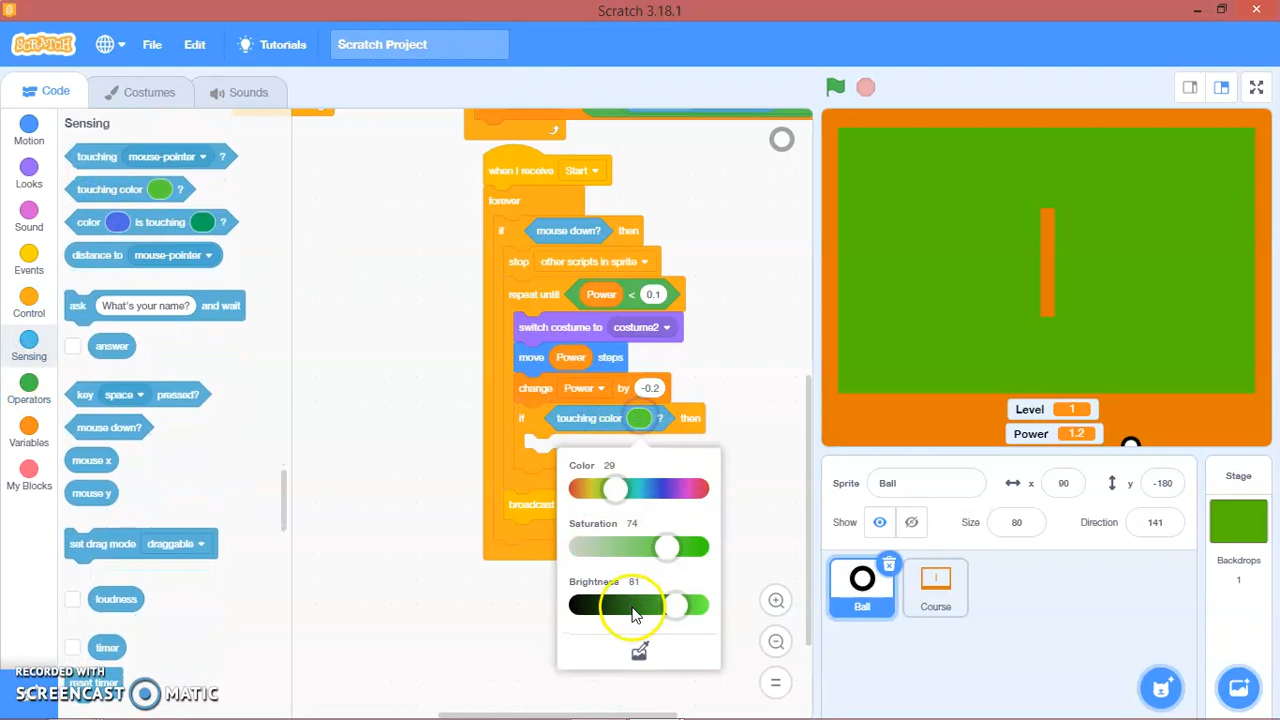 Scratch 3.18.1
SCRATCH File Edit Tutorials Scratch Project
Code Costumes Sounds
Sensing
Motion
Looks
Sound
Events
Control
Sensing
Operators
Variables
My Blocks
touching mouse-pointer ?
touching color ?
color is touching ?
distance to mouse-pointer
ask What's your name? and wait
answer
key space pressed?
mouse down?
mouse x
mouse y
set drag mode draggable
loudness
timer
reset timer
when I receive Start
forever
if mouse down? then
stop other scripts in sprite
repeat until Power < 0.1
switch costume to costume2
move Power steps
change Power by -0.2
if touching color ? then
broadcast
Color 29
Saturation 74
Brightness 81
Level 1
Power 1.2
Sprite Ball x 90 y -180
Show Size 80 Direction 141
Ball
Course
Stage
Backdrops
1
RECORDED WITH
SCREENCAST MATIC